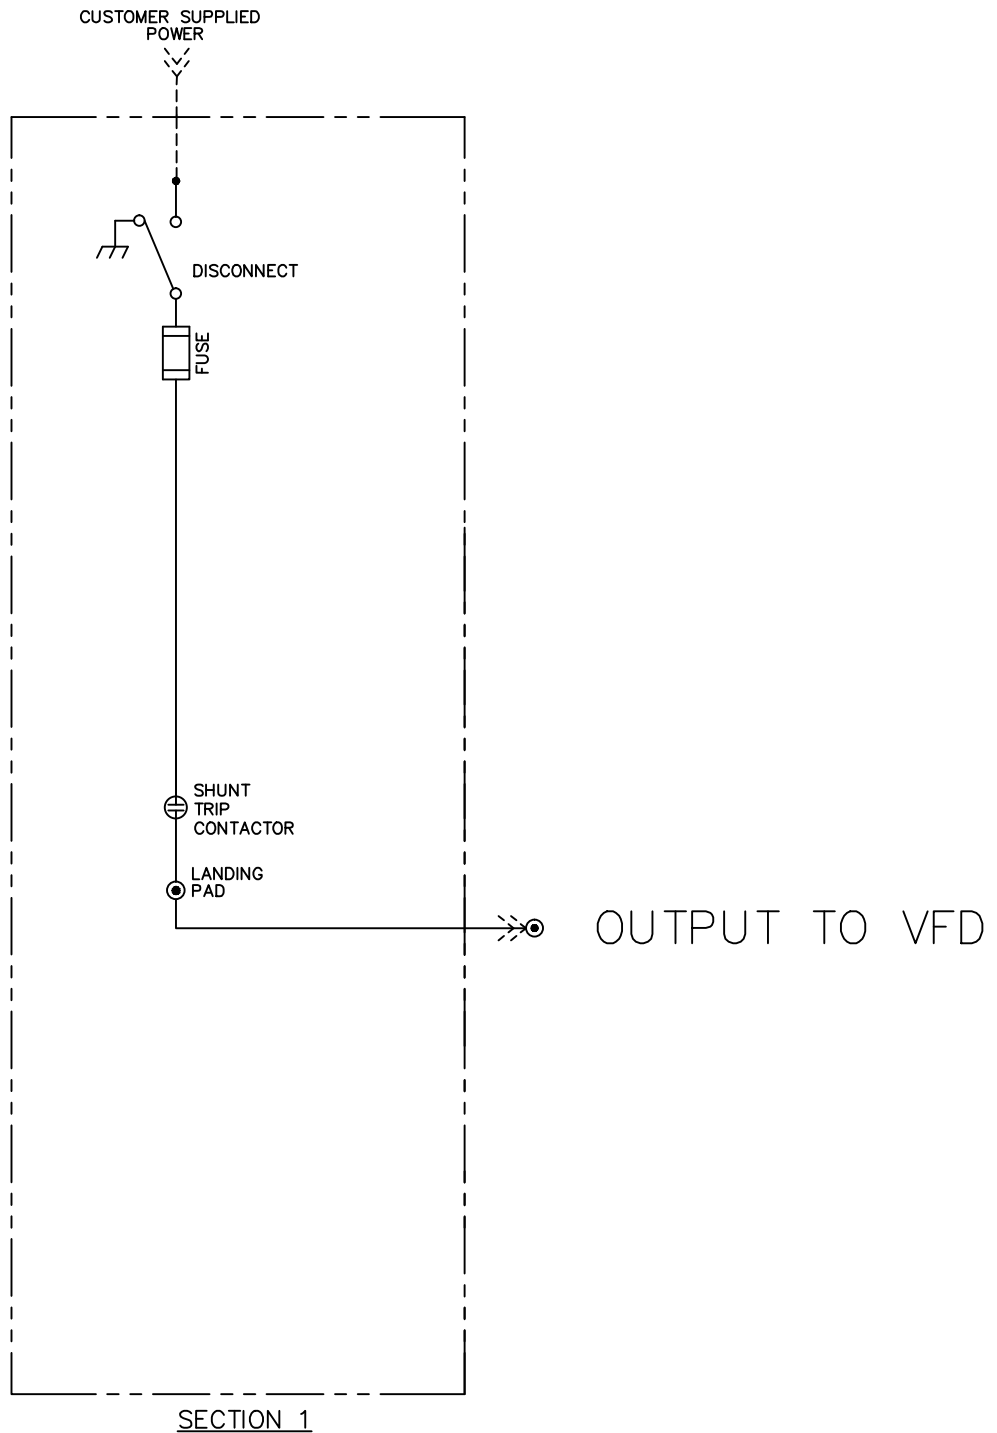 CUSTOMER SUPPLIED
POWER
DISCONNECT
FUSE
SHUNT
TRIP
CONTACTOR
LANDING
PAD
OUTPUT TO VFD
SECTION 1